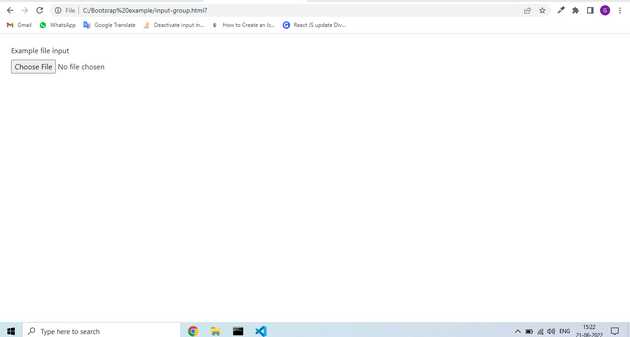 File | C:/Bootsrap%20example/input-group.html?
Gmail WhatsApp Google Translate Deactivate input in... How to Create an Is... React JS update Div...
Example file input
Choose File No file chosen
Type here to search
ENG 15:22
21-06-2022